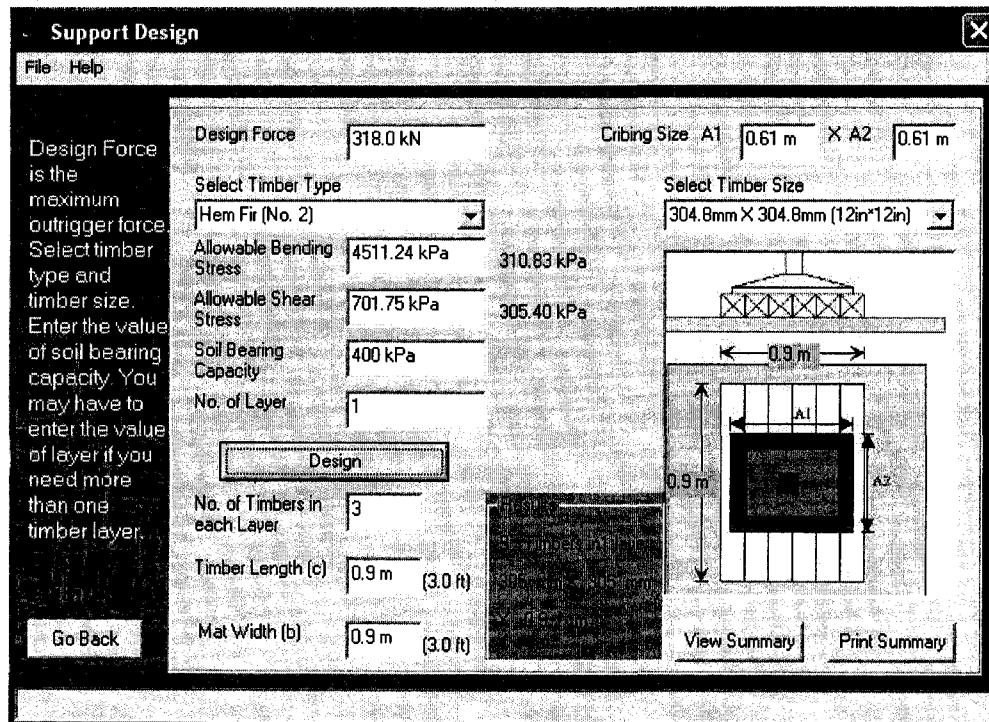 Support Design
File Help
Design Force
is the
maximum
outrigger force.
Select timber
type and
timber size.
Enter the value
of soil bearing
capacity. You
may have to
enter the value
of layer if you
need more
than one
timber layer.
Go Back
Design Force 318.0 kN
Select Timber Type
Hem Fir (No. 2)
Allowable Bending
Stress
4511.24 kPa 310.83 kPa
Allowable Shear
Stress
701.75 kPa 305.40 kPa
Soil Bearing
Capacity
400 kPa
No. of Layer 1
Design
No. of Timbers in
each Layer
3
Timber Length (c) 0.9 m (3.0 ft)
Mat Width (b) 0.9 m (3.0 ft)
Cribing Size A1 0.61 m X A2 0.61 m
Select Timber Size
304.8mm X 304.8mm (12in*12in)
0.9 m
A1
0.9 m
A2
View Summary Print Summary